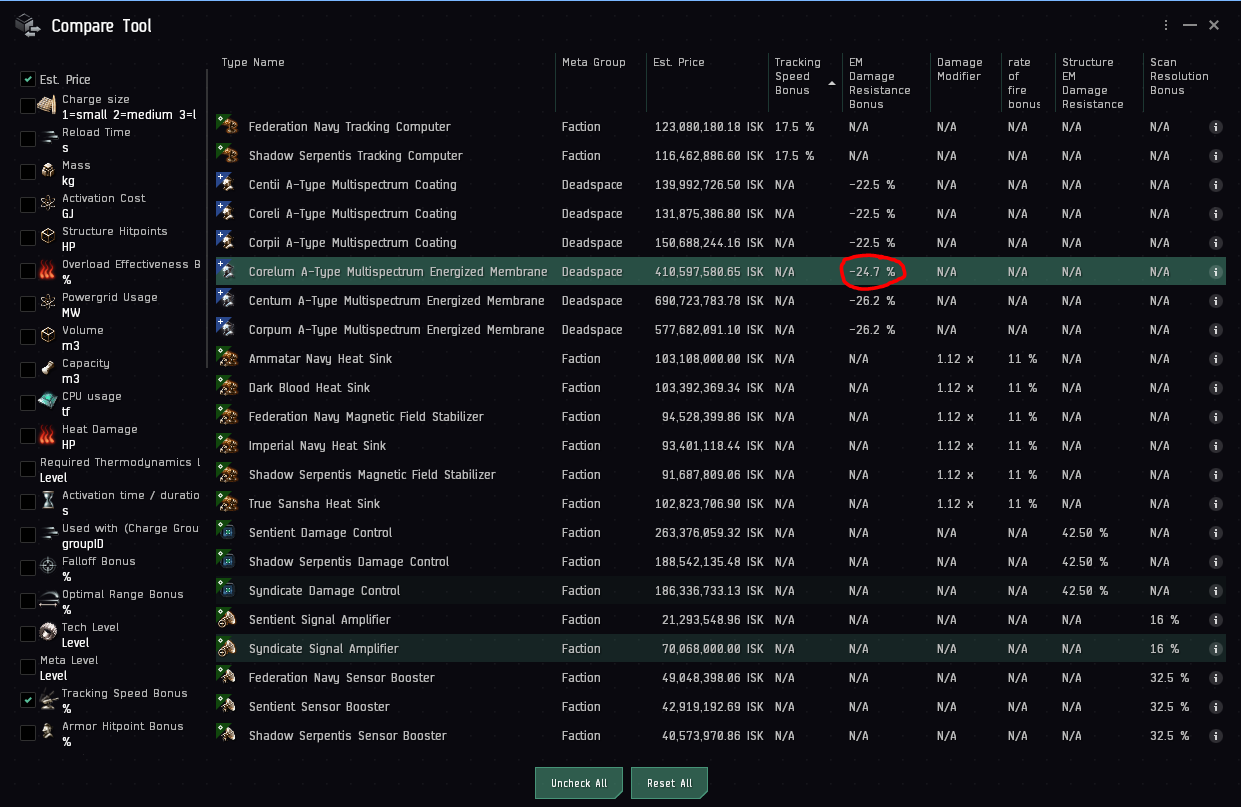 Compare Tool
Type Name Meta Group Est. Price Tracking Speed Bonus EM Damage Resistance Bonus Damage Modifier rate of fire bonus Structure EM Damage Resistance Scan Resolution Bonus
Federation Navy Tracking Computer Faction 123,080,180.18 ISK 17.5 % N/A N/A N/A N/A N/A
Shadow Serpentis Tracking Computer Faction 116,462,886.60 ISK 17.5 % N/A N/A N/A N/A N/A
Centii A-Type Multispectrum Coating Deadspace 139,992,726.50 ISK N/A -22.5 % N/A N/A N/A N/A
Coreli A-Type Multispectrum Coating Deadspace 131,875,386.80 ISK N/A -22.5 % N/A N/A N/A N/A
Corpii A-Type Multispectrum Coating Deadspace 150,688,244.16 ISK N/A -22.5 % N/A N/A N/A N/A
Corelum A-Type Multispectrum Energized Membrane Deadspace 410,597,580.65 ISK N/A -24.7 % N/A N/A N/A N/A
Centum A-Type Multispectrum Energized Membrane Deadspace 690,723,783.78 ISK N/A -26.2 % N/A N/A N/A N/A
Corpum A-Type Multispectrum Energized Membrane Deadspace 577,682,091.10 ISK N/A -26.2 % N/A N/A N/A N/A
Ammatar Navy Heat Sink Faction 103,108,000.00 ISK N/A N/A 1.12 x 11 % N/A N/A
Dark Blood Heat Sink Faction 103,392,369.34 ISK N/A N/A 1.12 x 11 % N/A N/A
Federation Navy Magnetic Field Stabilizer Faction 94,528,399.86 ISK N/A N/A 1.12 x 11 % N/A N/A
Imperial Navy Heat Sink Faction 93,401,118.44 ISK N/A N/A 1.12 x 11 % N/A N/A
Shadow Serpentis Magnetic Field Stabilizer Faction 91,687,809.06 ISK N/A N/A 1.12 x 11 % N/A N/A
True Sansha Heat Sink Faction 102,823,706.90 ISK N/A N/A 1.12 x 11 % N/A N/A
Sentient Damage Control Faction 263,376,059.32 ISK N/A N/A N/A N/A 42.50 % N/A
Shadow Serpentis Damage Control Faction 188,542,135.48 ISK N/A N/A N/A N/A 42.50 % N/A
Syndicate Damage Control Faction 186,336,733.13 ISK N/A N/A N/A N/A 42.50 % N/A
Sentient Signal Amplifier Faction 21,293,548.96 ISK N/A N/A N/A N/A N/A 16 %
Syndicate Signal Amplifier Faction 70,068,000.00 ISK N/A N/A N/A N/A N/A 16 %
Federation Navy Sensor Booster Faction 49,048,398.06 ISK N/A N/A N/A N/A N/A 32.5 %
Sentient Sensor Booster Faction 42,919,192.69 ISK N/A N/A N/A N/A N/A 32.5 %
Shadow Serpentis Sensor Booster Faction 40,573,970.86 ISK N/A N/A N/A N/A N/A 32.5 %
Est. Price
Charge size
1=small 2=medium 3=l
Reload Time
s
Mass
kg
Activation Cost
GJ
Structure Hitpoints
HP
Overload Effectiveness B
%
Powergrid Usage
MW
Volume
m3
Capacity
m3
CPU usage
tf
Heat Damage
HP
Required Thermodynamics l
Level
Activation time / duratio
s
Used with (Charge Grou
groupID
Falloff Bonus
%
Optimal Range Bonus
%
Tech Level
Level
Meta Level
Level
Tracking Speed Bonus
%
Armor Hitpoint Bonus
%
Uncheck All Reset All